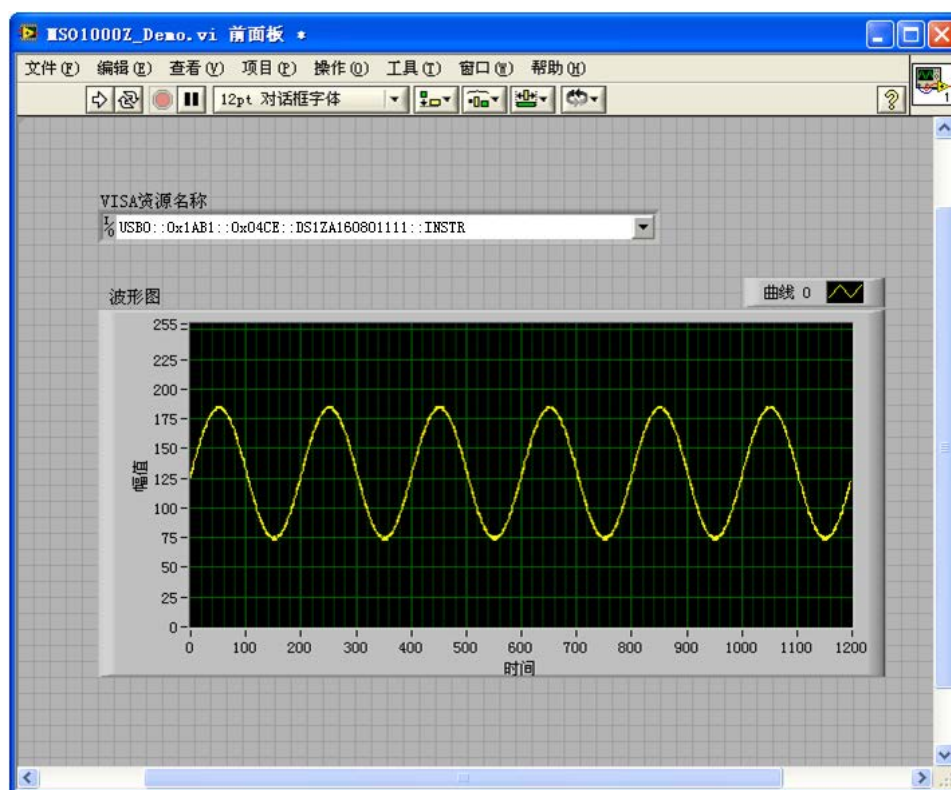 MSO1000Z_Demo.vi 前面板 *
文件(F) 编辑(E) 查看(V) 项目(P) 操作(O) 工具(T) 窗口(W) 帮助(H)
12pt 对话框字体
1
VISA资源名称
USB0::0x1AB1::0x04CE::DS1ZA160801111::INSTR
波形图
曲线 0
255
225
200
175
150
125
100
75
50
25
0
幅值
0 100 200 300 400 500 600 700 800 900 1000 1100 1200
时间